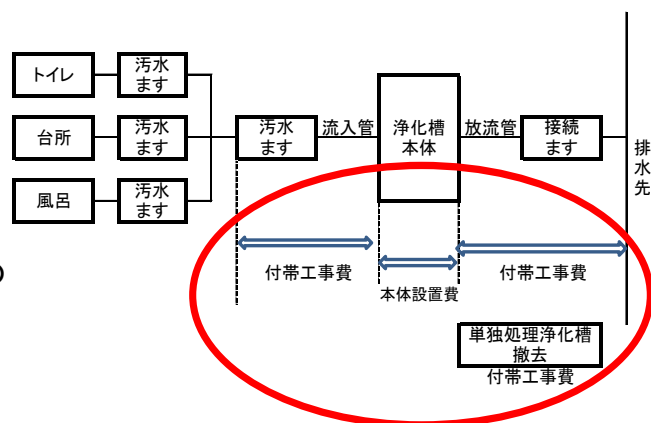 トイレ
汚水
ます
台所
汚水
ます
風呂
汚水
ます
汚水
ます
流入管
浄化槽
本体
放流管
接続
ます
排水先
付帯工事費
本体設置費
付帯工事費
単独処理浄化槽
撤去
付帯工事費